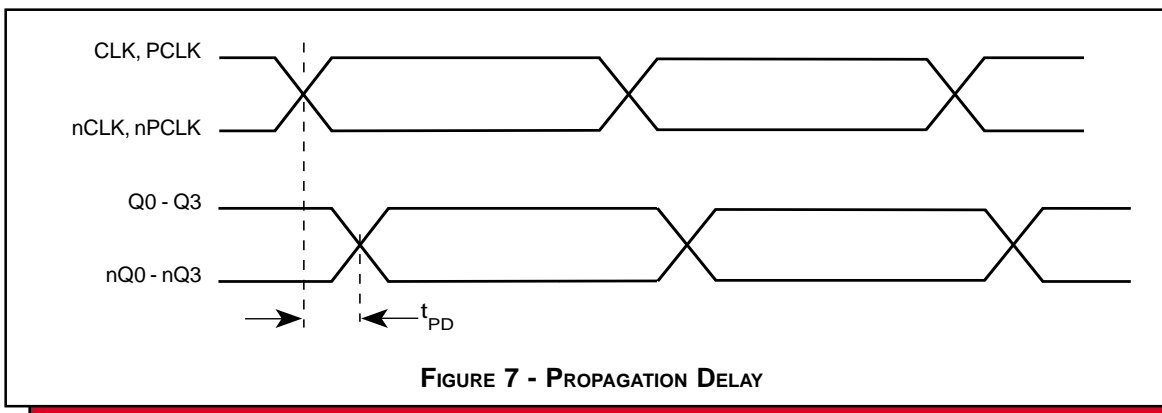 CLK, PCLK
nCLK, nPCLK
Q0 - Q3
nQ0 - nQ3
tPD
FIGURE 7 - PROPAGATION DELAY